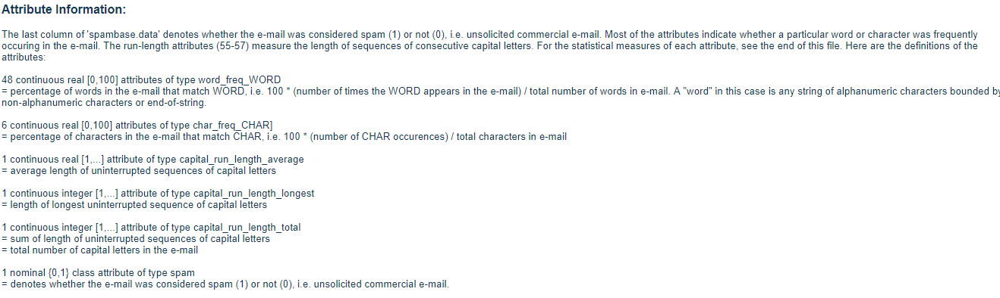 Attribute Information:
The last column of 'spambase.data' denotes whether the e-mail was considered spam (1) or not (0), i.e. unsolicited commercial e-mail. Most of the attributes indicate whether a particular word or character was frequently
occuring in the e-mail. The run-length attributes (55-57) measure the length of sequences of consecutive capital letters. For the statistical measures of each attribute, see the end of this file. Here are the definitions of the
attributes:
48 continuous real [0,100] attributes of type word_freq_WORD
= percentage of words in the e-mail that match WORD, i.e. 100 * (number of times the WORD appears in the e-mail) / total number of words in e-mail. A "word" in this case is any string of alphanumeric characters bounded by
non-alphanumeric characters or end-of-string.
6 continuous real [0,100] attributes of type char_freq_CHAR]
= percentage of characters in the e-mail that match CHAR, i.e. 100 * (number of CHAR occurences) / total characters in e-mail
1 continuous real [1,...] attribute of type capital_run_length_average
= average length of uninterrupted sequences of capital letters
1 continuous integer [1,...] attribute of type capital_run_length_longest
= length of longest uninterrupted sequence of capital letters
1 continuous integer [1,...] attribute of type capital_run_length_total
= sum of length of uninterrupted sequences of capital letters
= total number of capital letters in the e-mail
1 nominal {0,1} class attribute of type spam
= denotes whether the e-mail was considered spam (1) or not (0), i.e. unsolicited commercial e-mail.